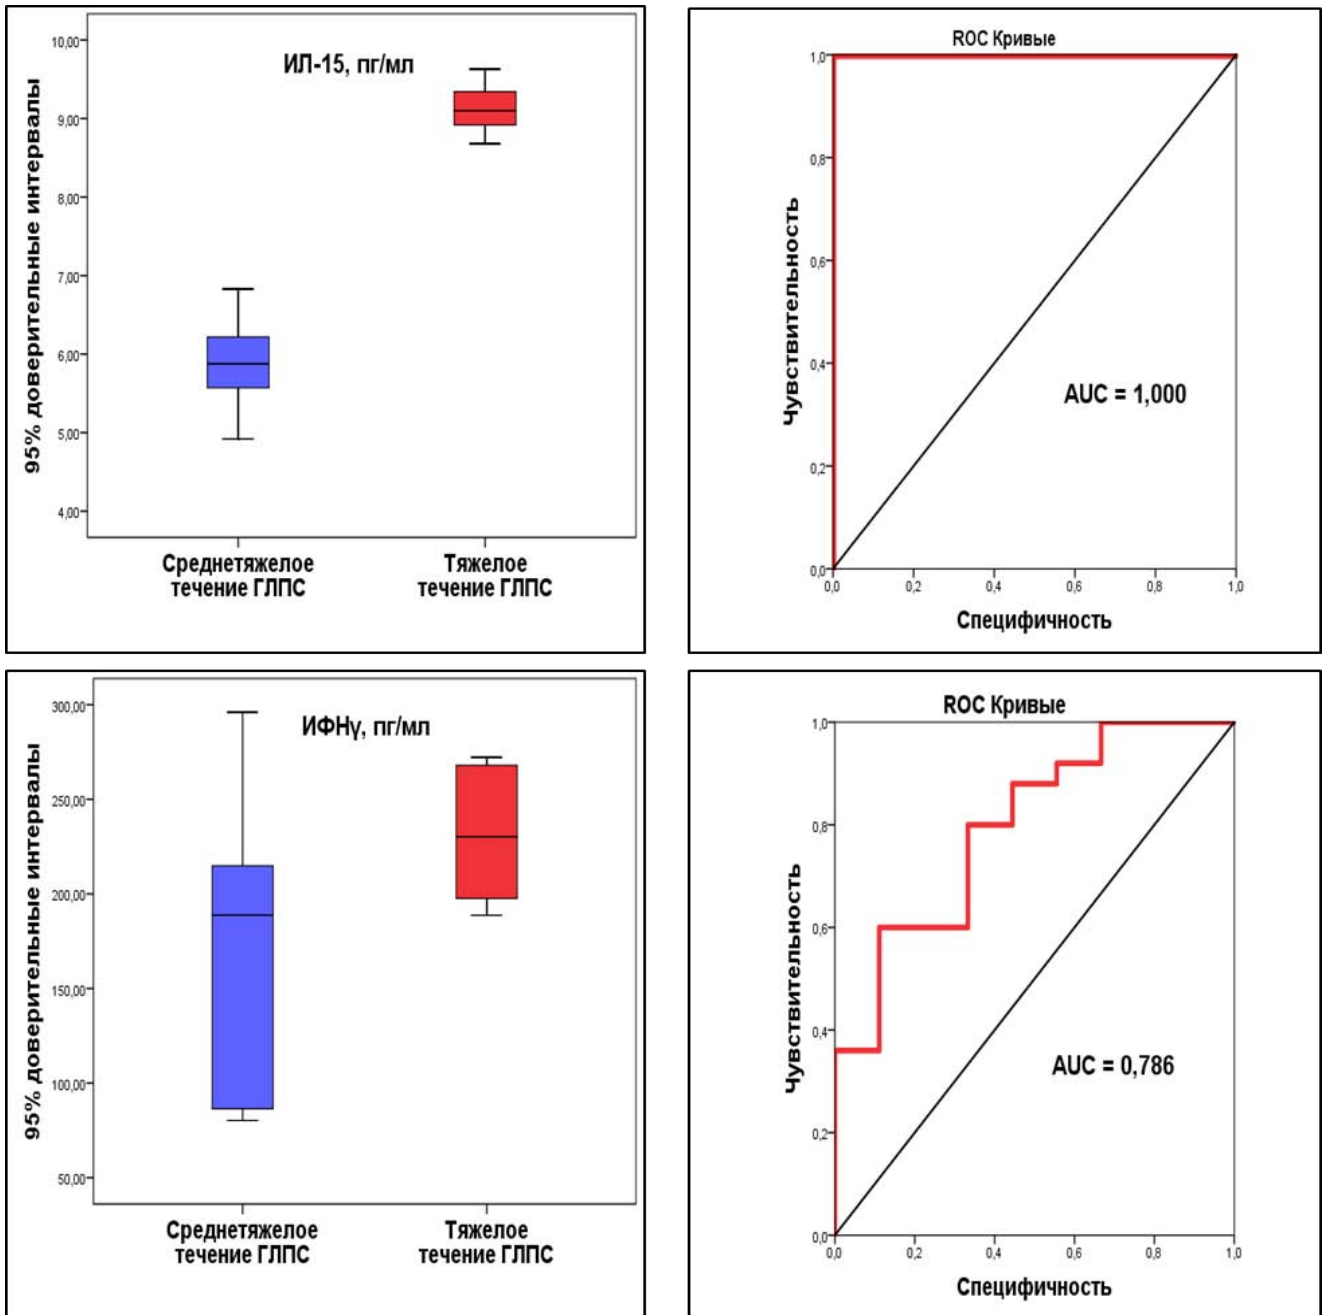 ИЛ-15, пг/мл
95% доверительные интервалы
10,00
9,00
8,00
7,00
6,00
5,00
4,00
Среднетяжелое
течение ГЛПС
Тяжелое
течение ГЛПС
ROC Кривые
Чувствительность
1,0
0,8
0,6
0,4
0,2
0,0
AUC = 1,000
0,0 0,2 0,4 0,6 0,8 1,0
Специфичность
ИФНγ, пг/мл
95% доверительные интервалы
300,00
250,00
200,00
150,00
100,00
50,00
Среднетяжелое
течение ГЛПС
Тяжелое
течение ГЛПС
ROC Кривые
Чувствительность
1,0
0,8
0,6
0,4
0,2
0,0
AUC = 0,786
0,0 0,2 0,4 0,6 0,8 1,0
Специфичность